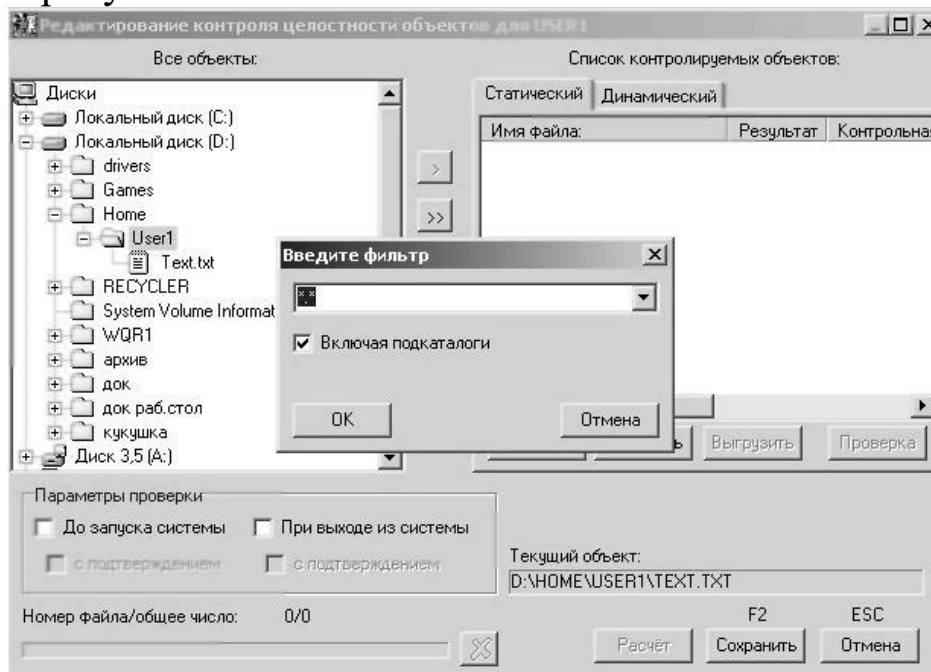 Редактирование контроля целостности объектов для USER1
Все объекты:
Список контролируемых объектов:
Диски
Локальный диск (C:)
Локальный диск (D:)
drivers
Games
Home
User1
Text.txt
RECYCLER
System Volume Informat
WQR1
архив
док
док раб.стол
кукушка
Диск 3,5 (A:)
>
>>
Статический Динамический
Имя файла: Результат Контрольная
Введите фильтр
*.*
Включая подкаталоги
OK Отмена
Выгрузить Проверка
Параметры проверки
До запуска системы При выходе из системы
с подтверждением с подтверждением
Текущий объект:
D:\HOME\USER1\TEXT.TXT
Номер файла/общее число: 0/0
F2 ESC
Расчёт Сохранить Отмена